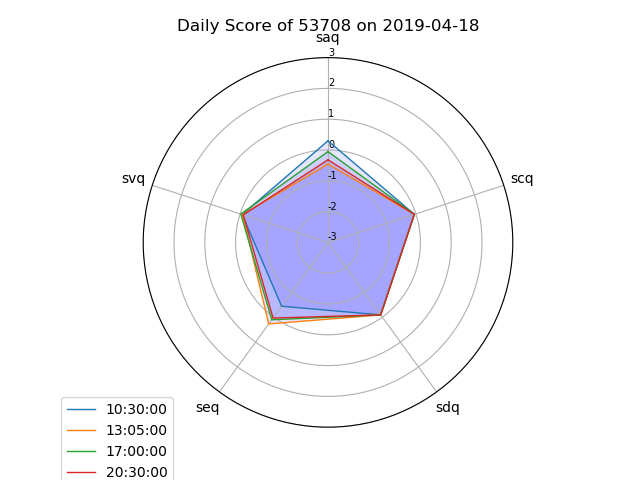 Daily Score of 53708 on 2019-04-18
saq
3
2
1
0
-1
-2
-3
svq
scq
seq
sdq
10:30:00
13:05:00
17:00:00
20:30:00